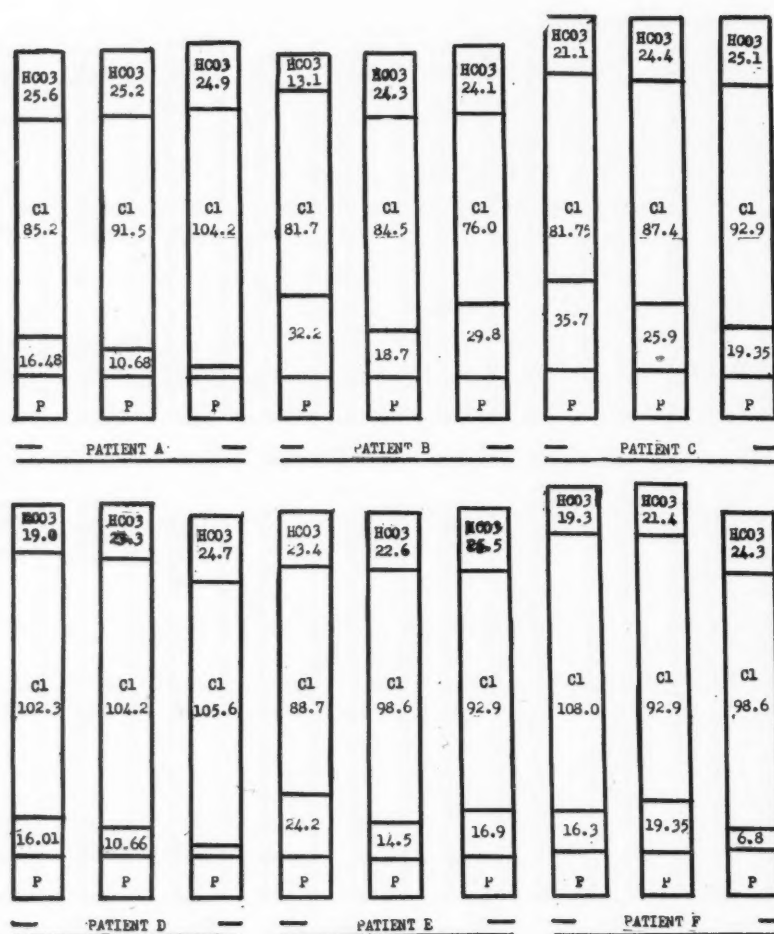 HCO3
25.6
Cl
85.2
16.48
P
HCO3
25.2
Cl
91.5
10.68
P
HCO3
24.9
Cl
104.2
P
PATIENT A
HCO3
13.1
Cl
81.7
32.2
P
HCO3
24.3
Cl
84.5
18.7
P
HCO3
24.1
Cl
76.0
29.8
P
PATIENT B
HCO3
21.1
Cl
81.75
35.7
P
HCO3
24.4
Cl
87.4
25.9
P
HCO3
25.1
Cl
92.9
19.35
P
PATIENT C
HCO3
19.0
Cl
102.3
16.01
P
HCO3
Cl
104.2
10.66
P
HCO3
24.7
Cl
105.6
P
PATIENT D
HCO3
23.4
Cl
88.7
24.2
P
HCO3
22.6
Cl
98.6
14.5
P
HCO3
Cl
92.9
16.9
P
PATIENT E
HCO3
19.3
Cl
108.0
16.3
P
HCO3
21.4
Cl
92.9
19.35
P
HCO3
24.3
Cl
98.6
6.8
P
PATIENT F